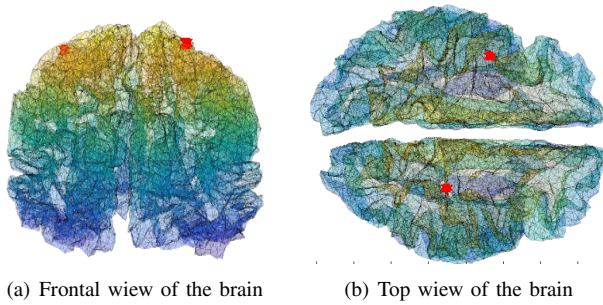 (a) Frontal wiew of the brain
(b) Top wiew of the brain